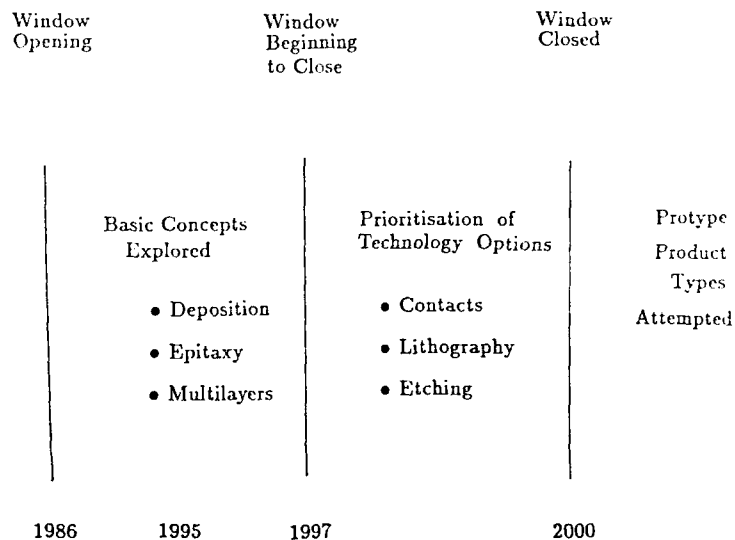 Window
Opening
Window
Beginning
to Close
Window
Closed
Basic Concepts
Explored
• Deposition
• Epitaxy
• Multilayers
Prioritisation of
Technology Options
• Contacts
• Lithography
• Etching
Protype
Product
Types
Attempted
1986
1995
1997
2000